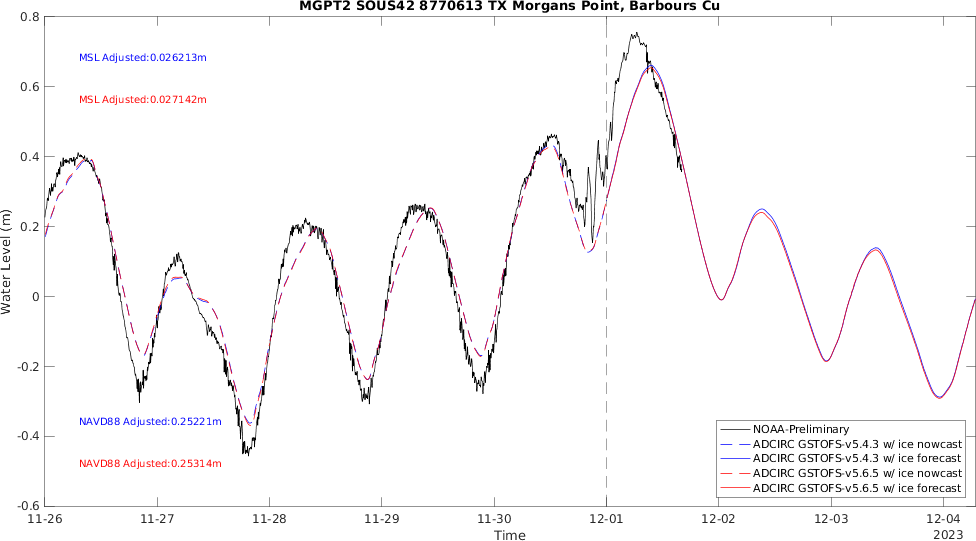 MGPT2 SOUS42 8770613 TX Morgans Point, Barbours Cu
0.8
0.6
0.4
0.2
0
-0.2
-0.4
-0.6
Water Level (m)
MSL Adjusted:0.026213m
MSL Adjusted:0.027142m
NAVD88 Adjusted:0.25221m
NAVD88 Adjusted:0.25314m
NOAA-Preliminary
ADCIRC GSTOFS-v5.4.3 w/ ice nowcast
ADCIRC GSTOFS-v5.4.3 w/ ice forecast
ADCIRC GSTOFS-v5.6.5 w/ ice nowcast
ADCIRC GSTOFS-v5.6.5 w/ ice forecast
11-26 11-27 11-28 11-29 11-30 12-01 12-02 12-03 12-04
Time
2023